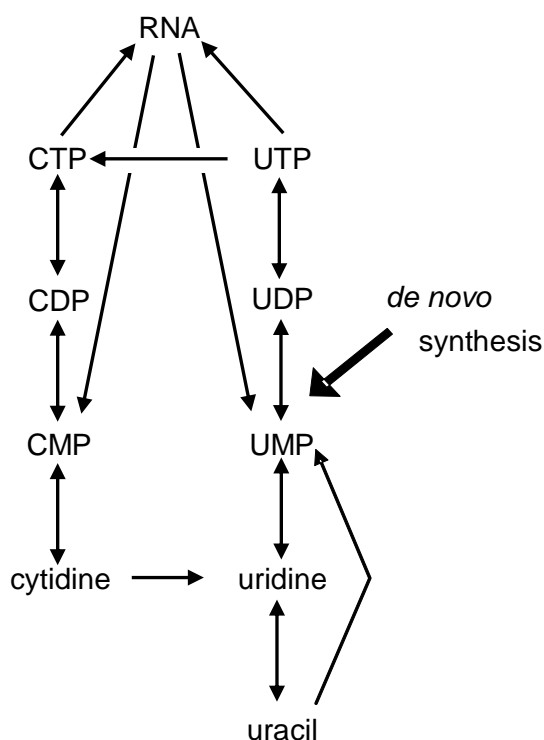 RNA
CTP
UTP
CDP
UDP
de novo
synthesis
CMP
UMP
cytidine
uridine
uracil